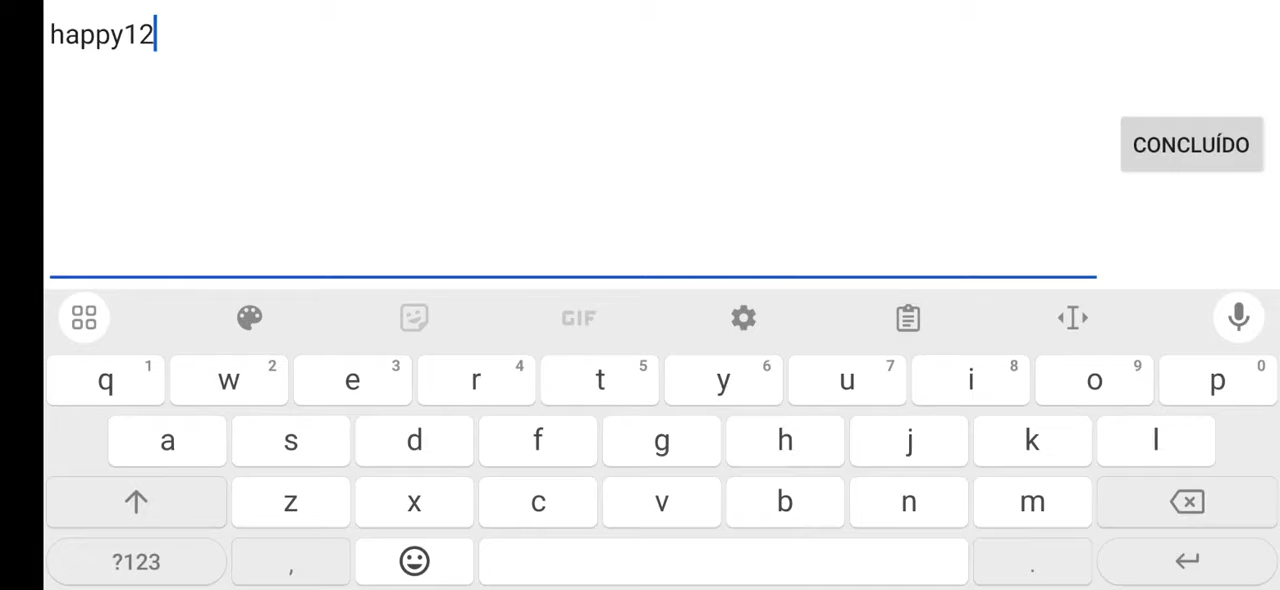 happy12
CONCLUÍDO
GIF
q 1 w 2 e 3 r 4 t 5 y 6 u 7 i 8 o 9 p 0
a s d f g h j k l
z x c v b n m
?123 , .